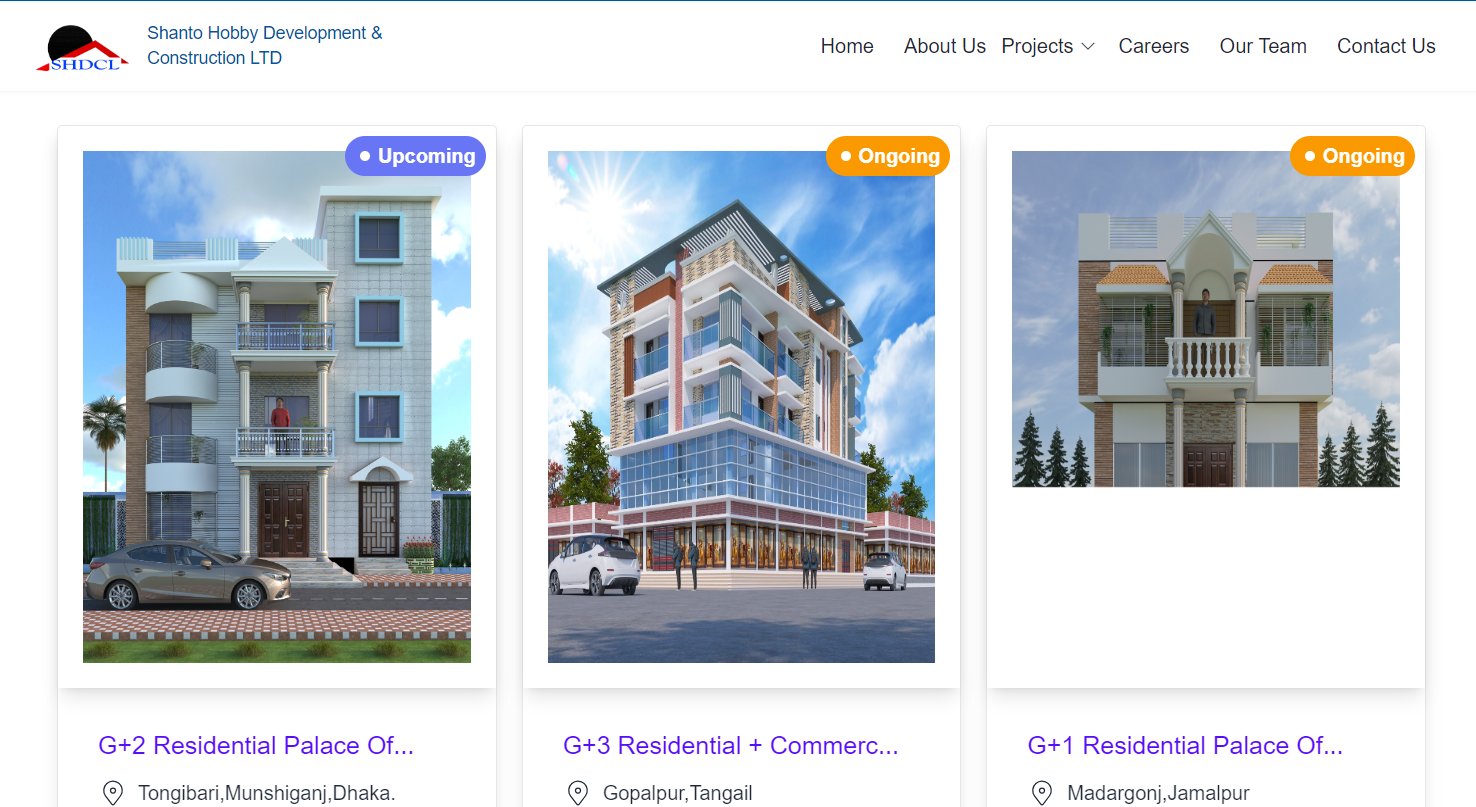 SHDCL
Shanto Hobby Development &
Construction LTD
Home About Us Projects Careers Our Team Contact Us
Upcoming
Ongoing
Ongoing
G+2 Residential Palace Of...
Tongibari,Munshiganj,Dhaka.
G+3 Residential + Commerc...
Gopalpur,Tangail
G+1 Residential Palace Of...
Madargonj,Jamalpur